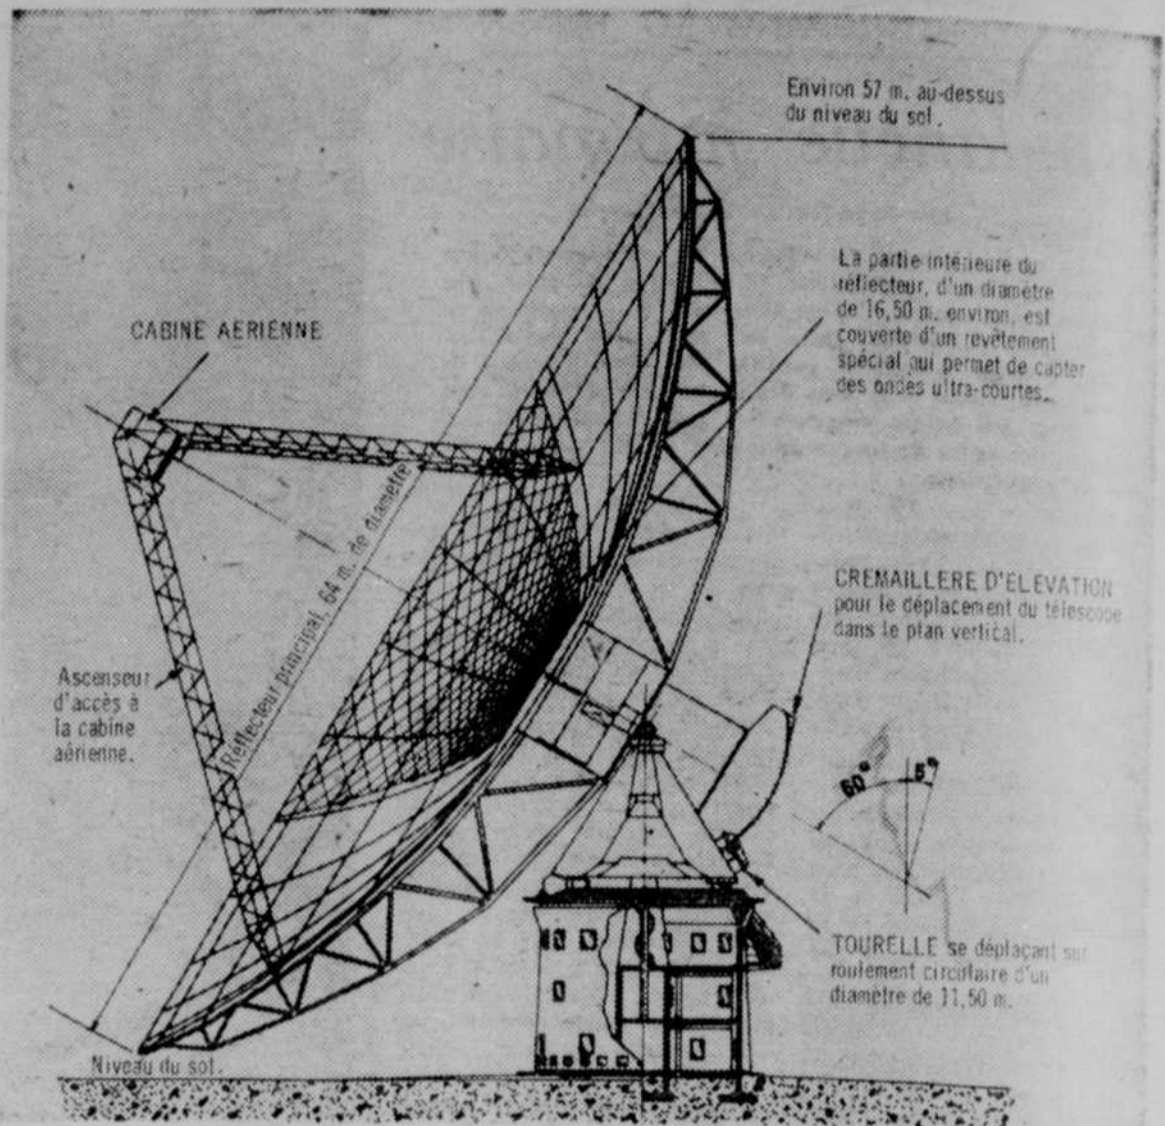 Environ 57 m. au-dessus
du niveau du sol.
La partie intérieure du
réflecteur, d'un diamètre
de 16,50 m. environ, est
couverte d'un revêtement
spécial qui permet de capter
des ondes ultra-courtes.
CABINE AERIENNE
Réflecteur principal, 64 m. de diamètre
CREMAILLERE D'ELEVATION
pour le déplacement du télescope
dans le plan vertical.
Ascenseur
d'accès à
la cabine
aérienne.
60° 5°
TOURELLE se déplaçant sur
roulement circulaire d'un
diamètre de 11,50 m.
Niveau du sol.